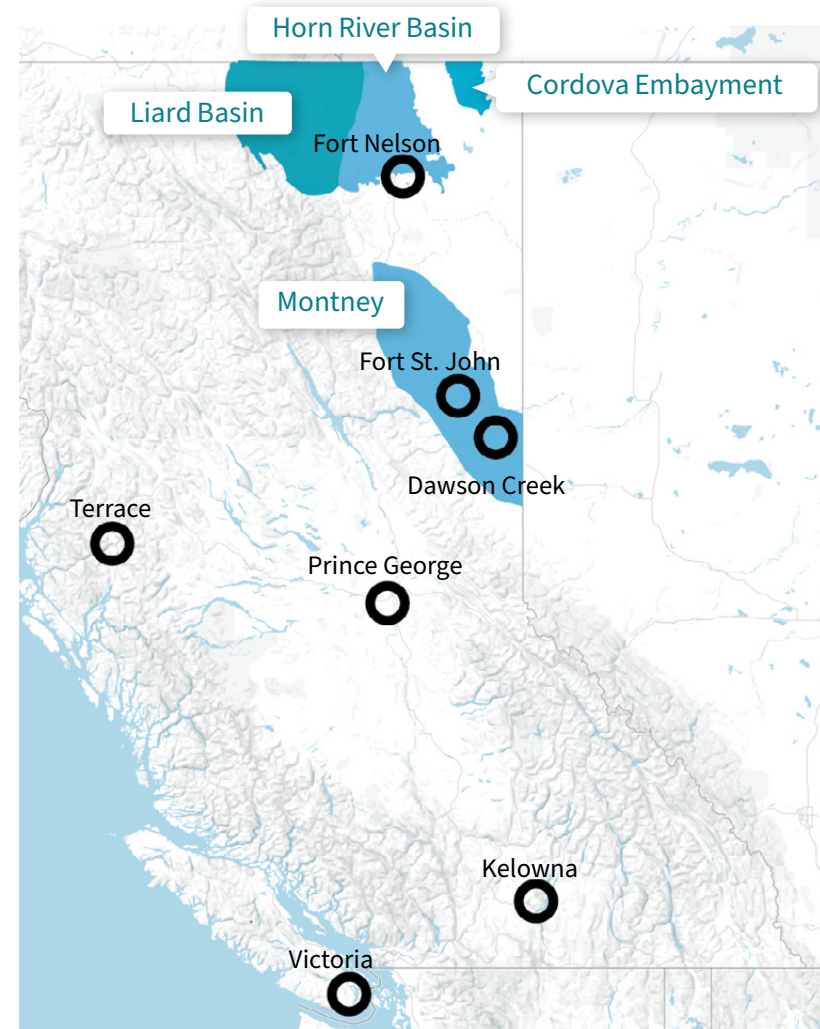 Horn River Basin
Cordova Embayment
Liard Basin
Fort Nelson
Montney
Fort St. John
Dawson Creek
Terrace
Prince George
Kelowna
Victoria